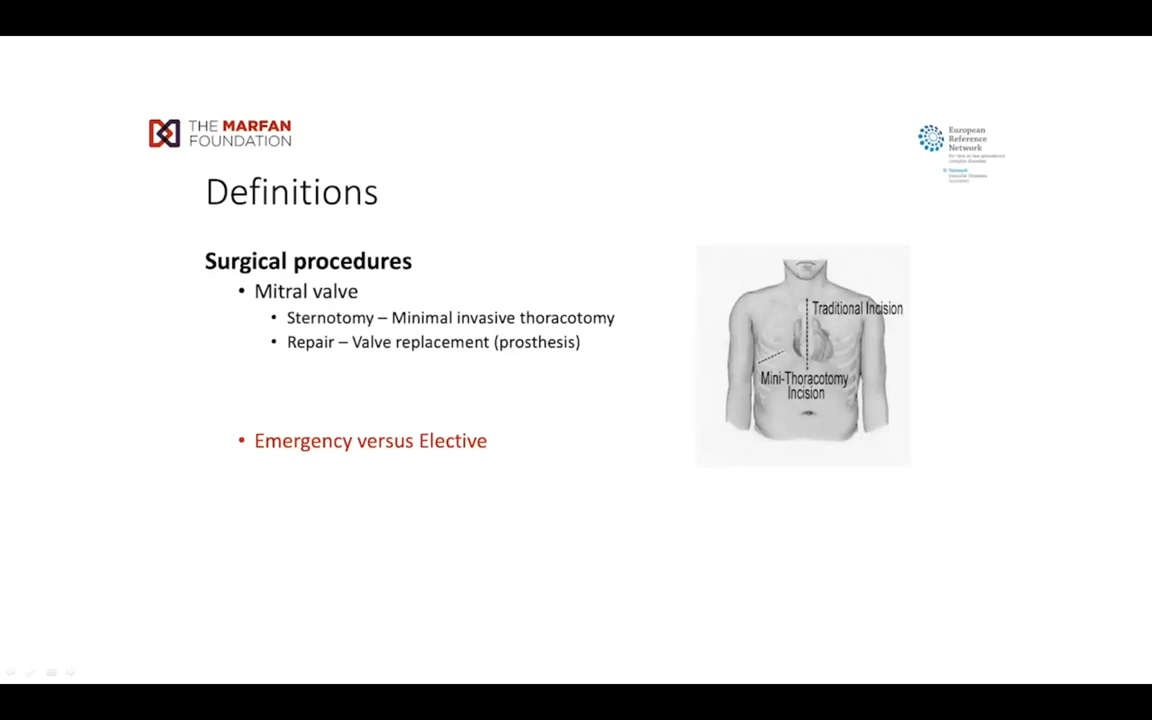 THE MARFAN
FOUNDATION
European
Reference
Network
Definitions
Surgical procedures
• Mitral valve
• Sternotomy – Minimal invasive thoracotomy
• Repair – Valve replacement (prosthesis)
• Emergency versus Elective
Traditional Incision
Mini-Thoracotomy
Incision